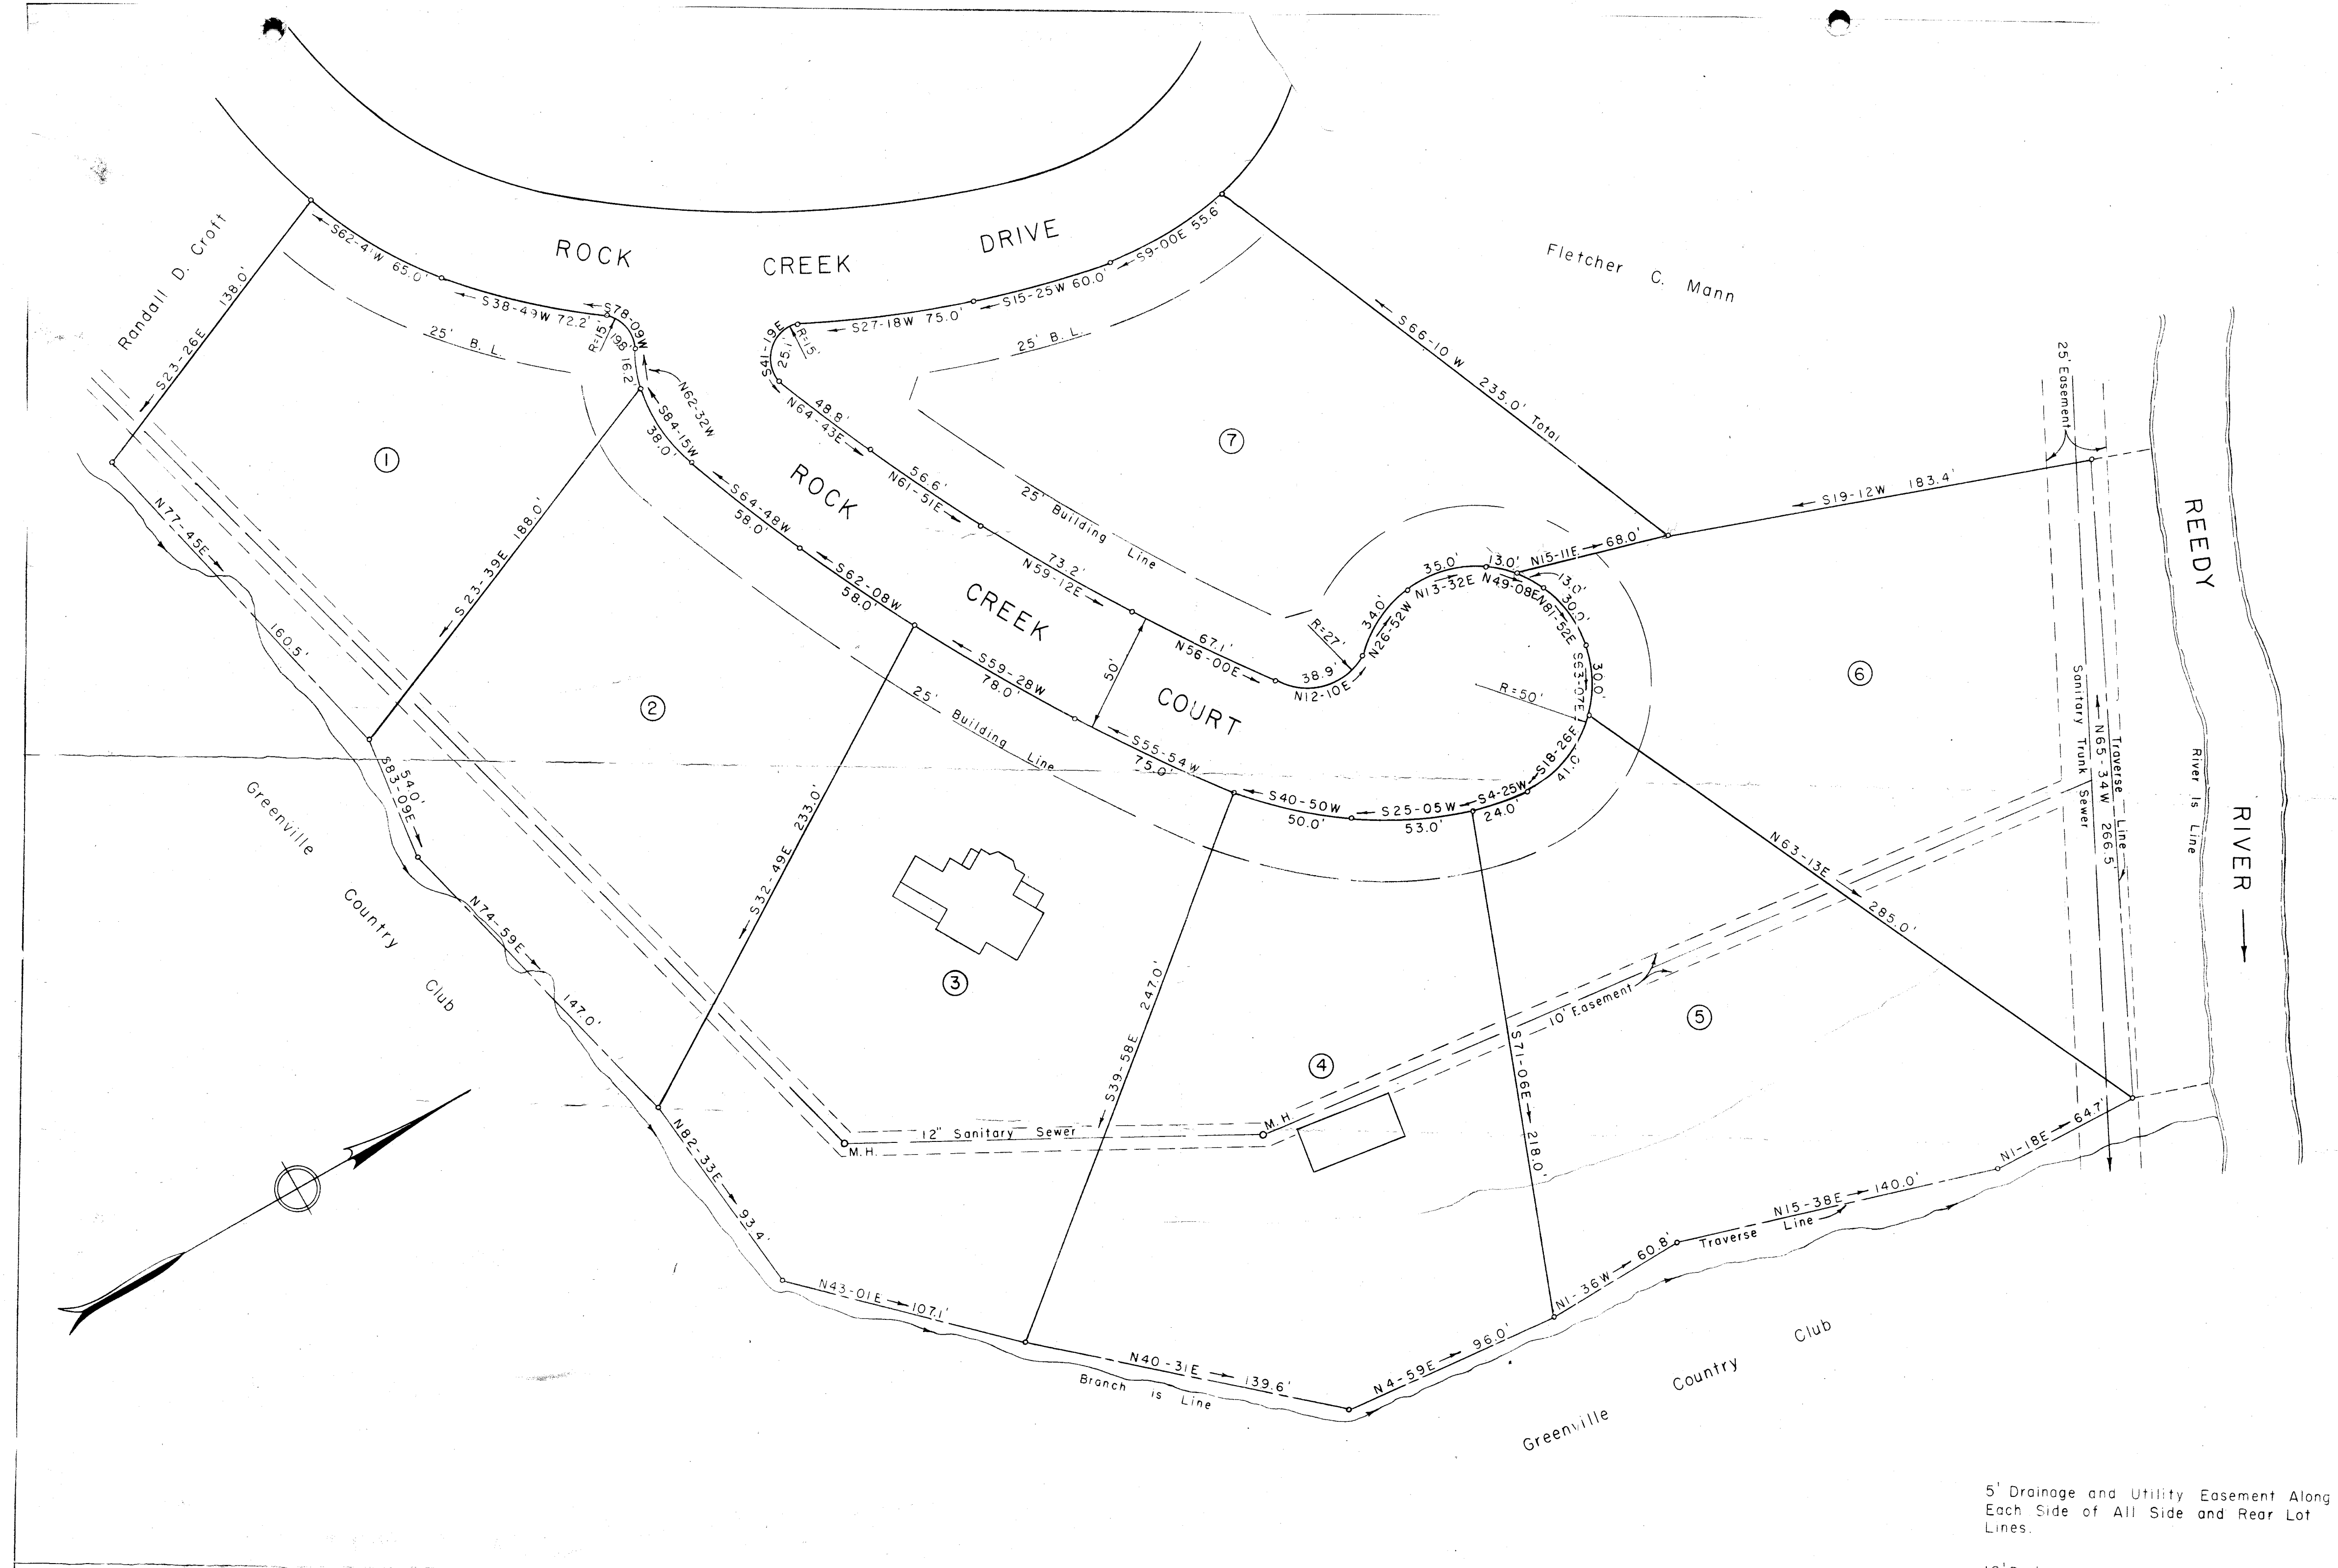 ROCK CREEK DRIVE
Randall D. Croft
Fletcher C. Mann
S62-41W 65.0'
S38-49W 72.2'
S78-09W
19.8'
R=15'
16.2'
N62-32W
S41-19E
25.1'
R=15'
S27-18W 75.0'
S15-25W 60.0'
S9-00E 55.6'
S23-26E 138.0'
25' B. L.
25' B. L.
S66-10 W 235.0' Total
25' Easement
1
7
S84-15W
38.0'
48.8'
N64-43E
56.6'
N61-51E
73.2'
N59-12E
67.1'
N56-00E
38.9'
N12-10E
R=27'
34.0'
N26-52W
35.0'
N13-32E
13.0'
N49-08E
13.0'
30.0'
N81-52E
30.0'
S63-07E
R=50'
N15-11E 68.0'
S19-12W 183.4'
25' Building Line
ROCK CREEK COURT
S64-48W
58.0'
S62-08W
58.0'
S59-28W
78.0'
50'
S55-54W
75.0'
S40-50W
50.0'
S25-05W
53.0'
S4-25W
24.0'
S18-26E
41.0'
25' Building Line
N77-45E 160.5'
S23-39E 188.0'
2
6
REEDY RIVER
River Is Line
Sanitary Trunk Sewer
N65-34W 266.5'
Traverse Line
Greenville Country Club
54.0'
S83-09E
N74-59E 147.0'
S32-49E 233.0'
3
S39-58E 247.0'
4
5
N63-13E 285.0'
10' Easement
S71-06E 218.0'
M.H.
12" Sanitary Sewer
M.H.
N82-33E 93.4'
N43-01E 107.1'
N40-31E 139.6'
Branch is Line
N4-59E 96.0'
N1-36W 60.8'
N15-38E 140.0'
Traverse Line
N1-18E 64.7'
Greenville Country Club
5' Drainage and Utility Easement Along
Each Side of All Side and Rear Lot
Lines.